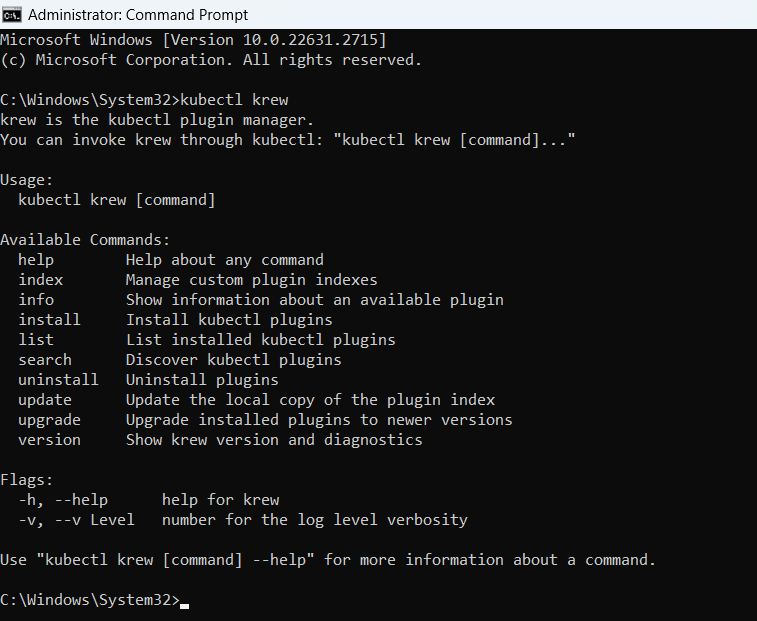 Administrator: Command Prompt
Microsoft Windows [Version 10.0.22631.2715]
(c) Microsoft Corporation. All rights reserved.
C:\Windows\System32>kubectl krew
krew is the kubectl plugin manager.
You can invoke krew through kubectl: "kubectl krew [command]..."
Usage:
  kubectl krew [command]
Available Commands:
  help        Help about any command
  index       Manage custom plugin indexes
  info        Show information about an available plugin
  install     Install kubectl plugins
  list        List installed kubectl plugins
  search      Discover kubectl plugins
  uninstall   Uninstall plugins
  update      Update the local copy of the plugin index
  upgrade     Upgrade installed plugins to newer versions
  version     Show krew version and diagnostics
Flags:
  -h, --help      help for krew
  -v, --v Level   number for the log level verbosity
Use "kubectl krew [command] --help" for more information about a command.
C:\Windows\System32>